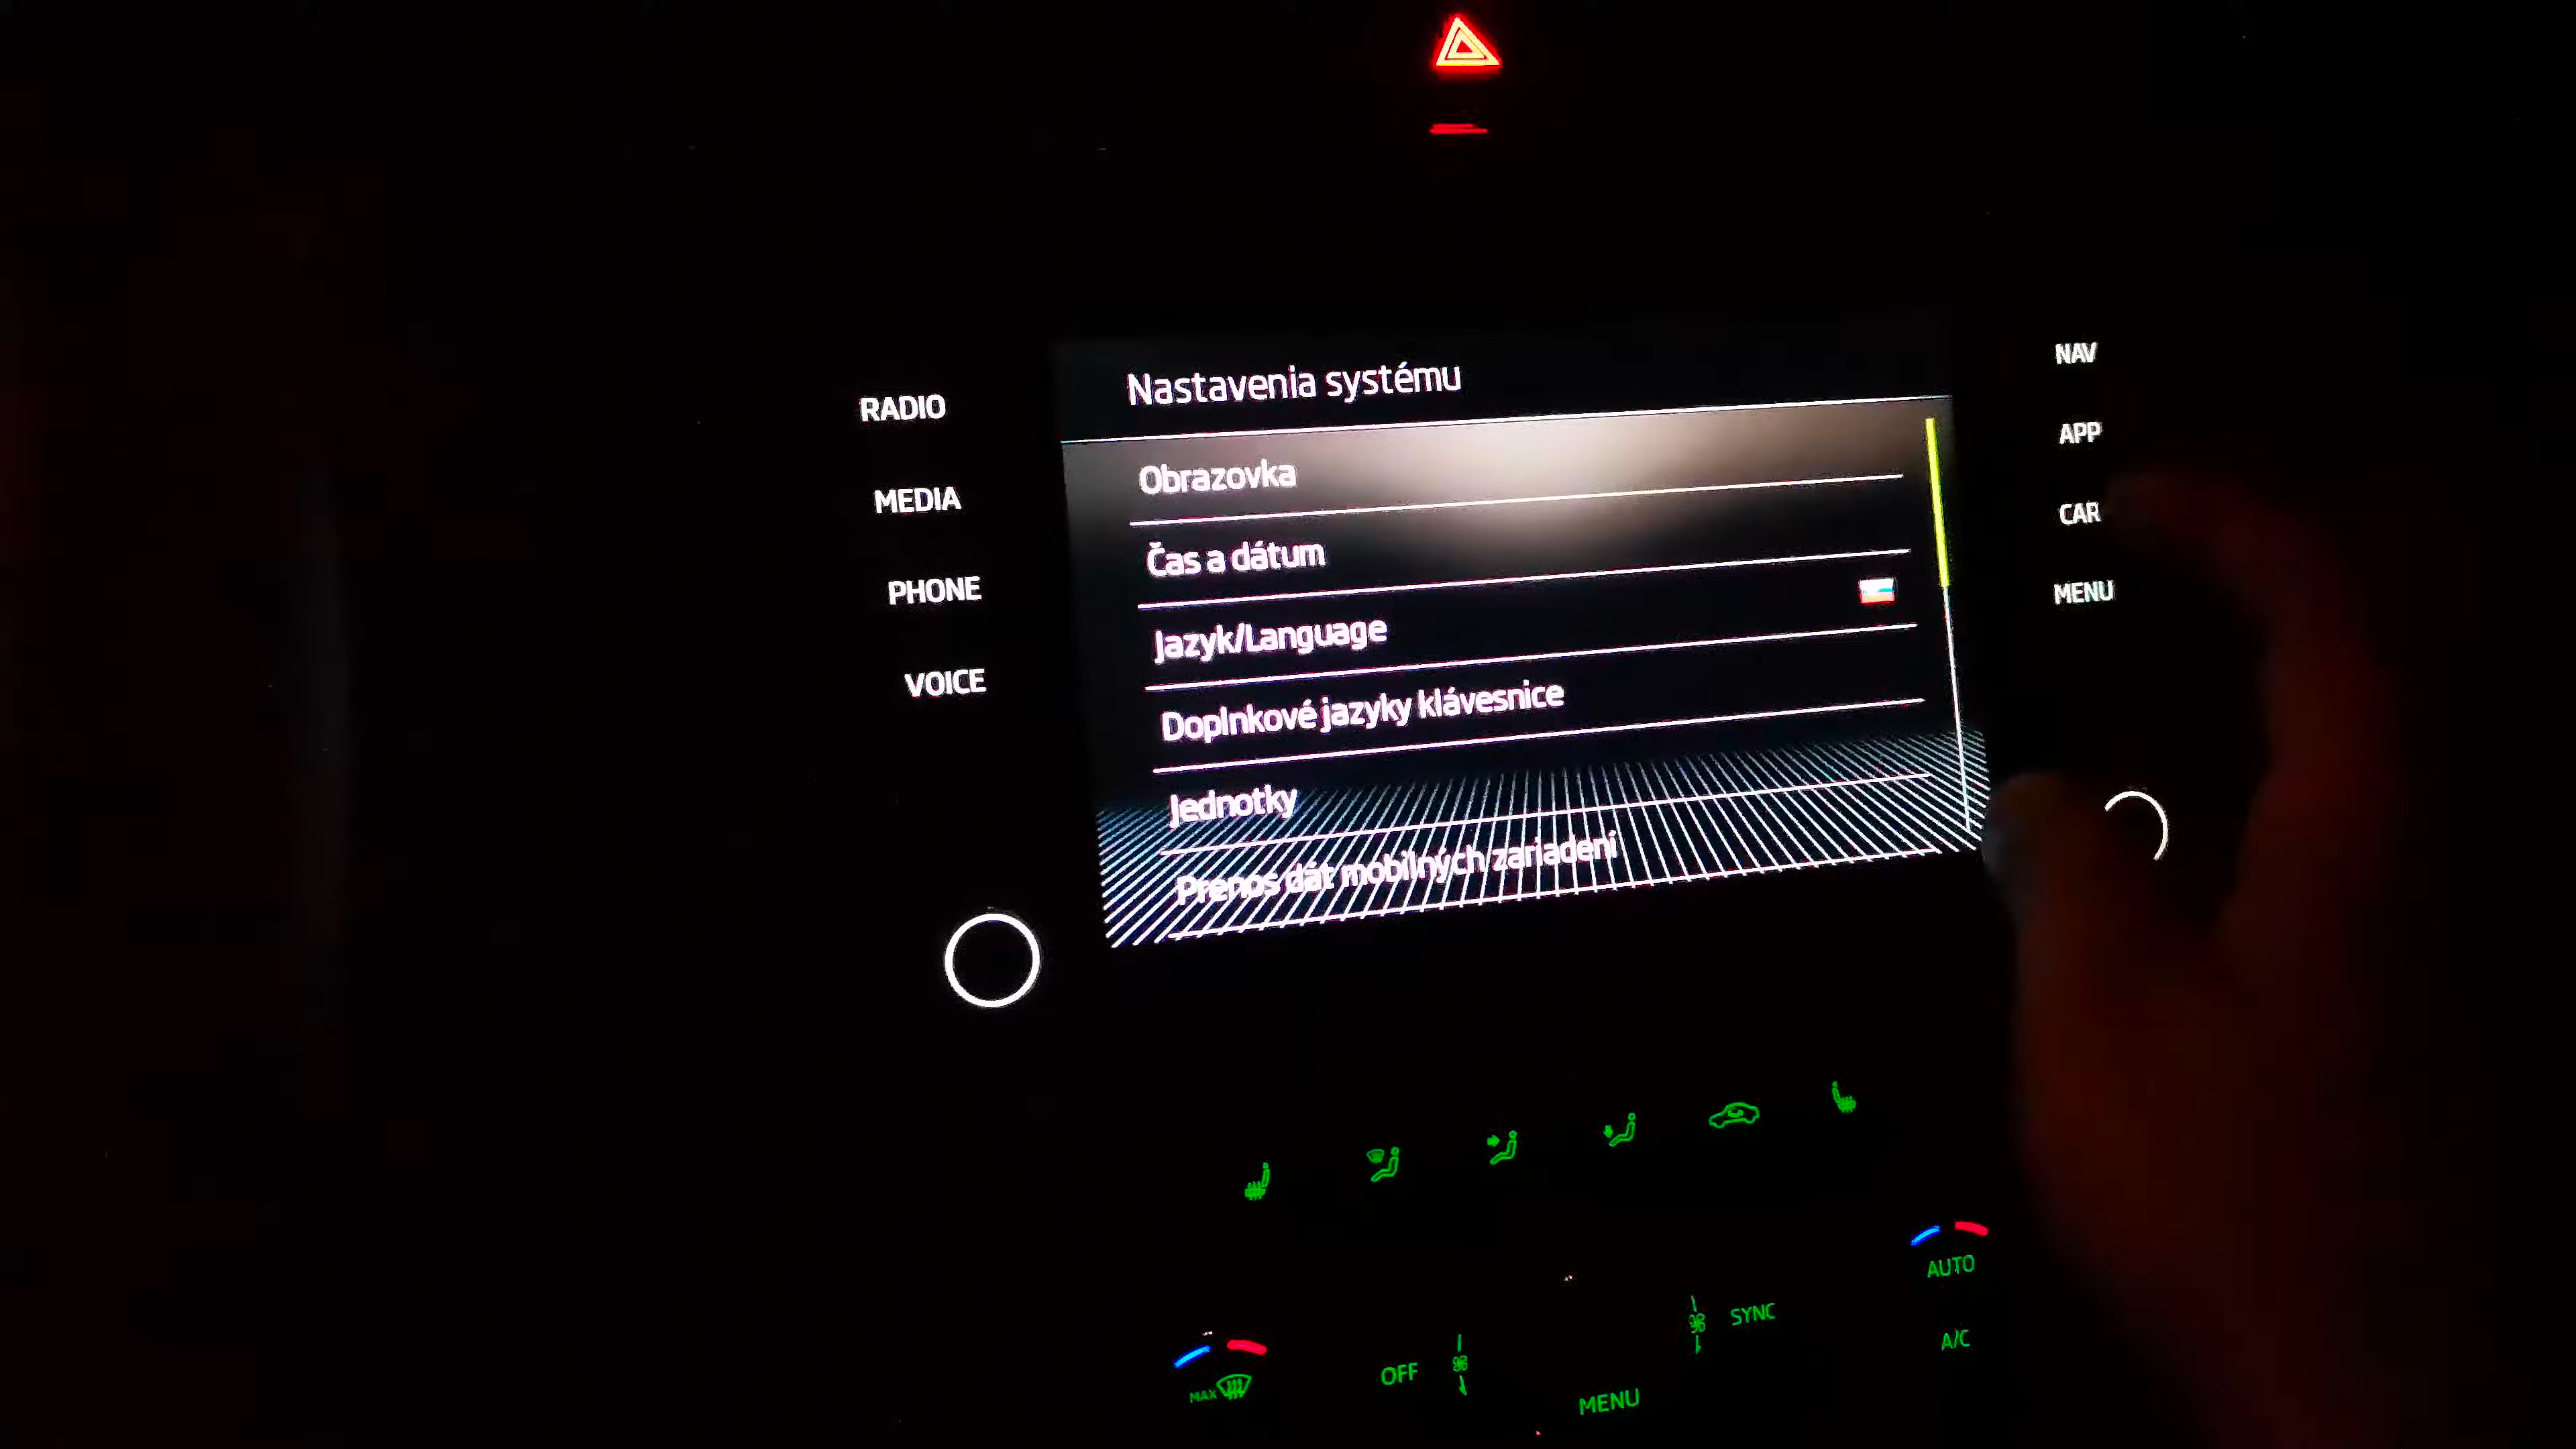 RADIO
MEDIA
PHONE
VOICE
Nastavenia systému
Obrazovka
Čas a dátum
Jazyk/Language
Doplnkové jazyky klávesnice
Jednotky
Prenos dát mobilných zariadení
NAV
APP
CAR
MENU
MAX
OFF
MENU
SYNC
AUTO
A/C